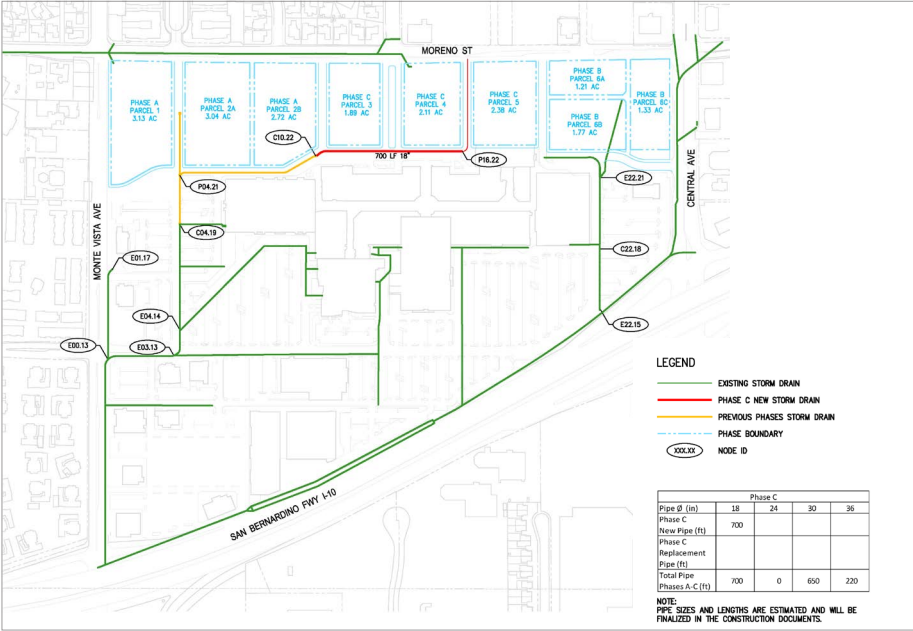 MORENO ST
PHASE A
PARCEL 1
3.13 AC
PHASE A
PARCEL 2A
3.04 AC
PHASE A
PARCEL 2B
2.72 AC
PHASE C
PARCEL 3
1.89 AC
PHASE C
PARCEL 4
2.11 AC
PHASE C
PARCEL 5
2.38 AC
PHASE B
PARCEL 6A
1.21 AC
PHASE B
PARCEL 6B
1.77 AC
PHASE B
PARCEL 6C
1.33 AC
C10.22
700 LF 18"
P16.22
P04.21
E22.21
CENTRAL AVE
C04.19
C22.18
MONTE VISTA AVE
E01.17
E04.14
E22.15
E00.13
E03.13
SAN BERNARDINO FWY I-10
LEGEND
EXISTING STORM DRAIN
PHASE C NEW STORM DRAIN
PREVIOUS PHASES STORM DRAIN
PHASE BOUNDARY
XXX.XX NODE ID
Phase C
Pipe Ø (in) 18 24 30 36
Phase C
New Pipe (ft) 700
Phase C
Replacement
Pipe (ft)
Total Pipe
Phases A-C (ft) 700 0 650 220
NOTE:
PIPE SIZES AND LENGTHS ARE ESTIMATED AND WILL BE
FINALIZED IN THE CONSTRUCTION DOCUMENTS.